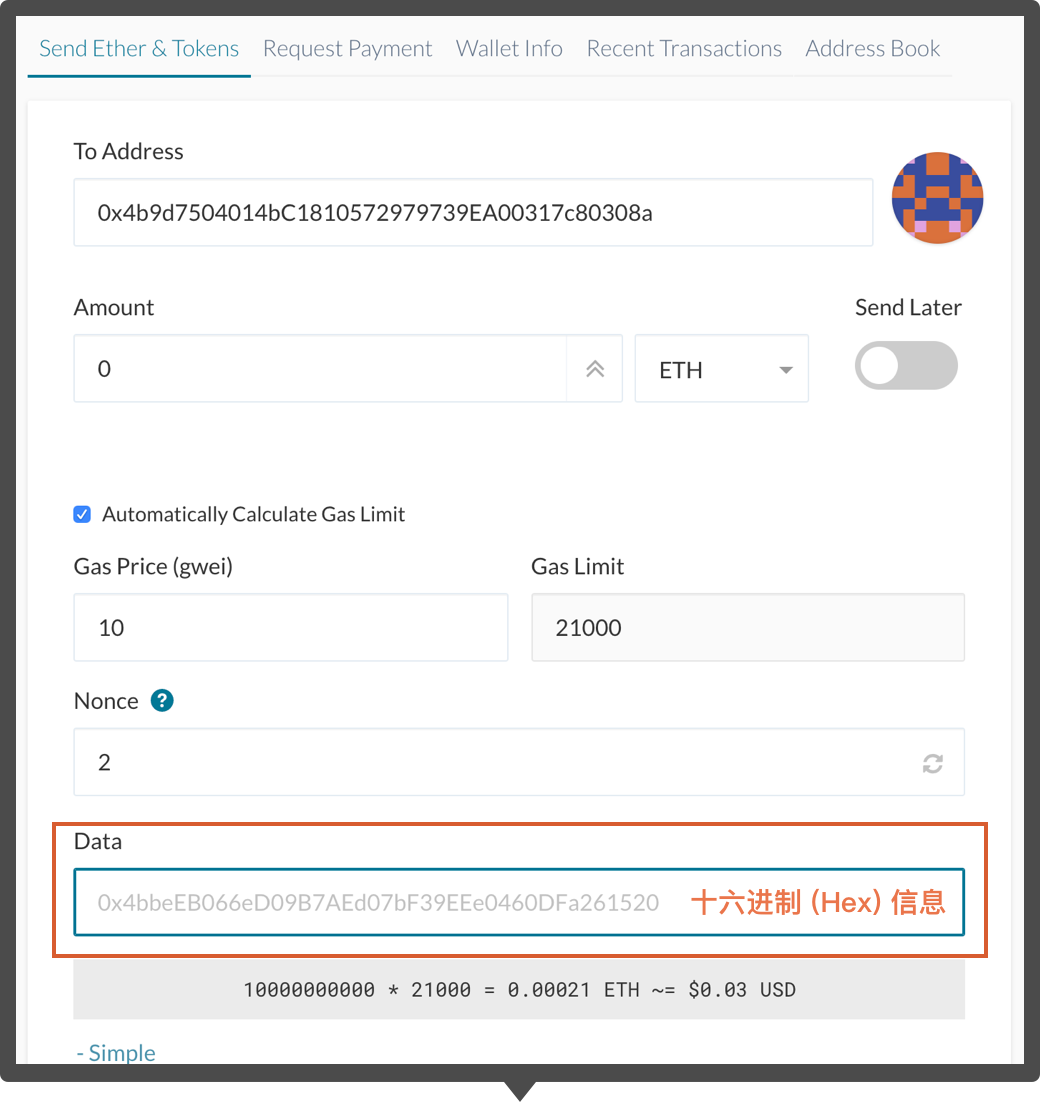 Send Ether & Tokens Request Payment Wallet Info Recent Transactions Address Book
To Address
0x4b9d7504014bC1810572979739EA00317c80308a
Amount Send Later
0 ETH
Automatically Calculate Gas Limit
Gas Price (gwei) Gas Limit
10 21000
Nonce ?
2
Data
0x4bbeEB066eD09B7AEd07bF39EEe0460DFa261520 十六进制 (Hex) 信息
10000000000 * 21000 = 0.00021 ETH ~= $0.03 USD
- Simple